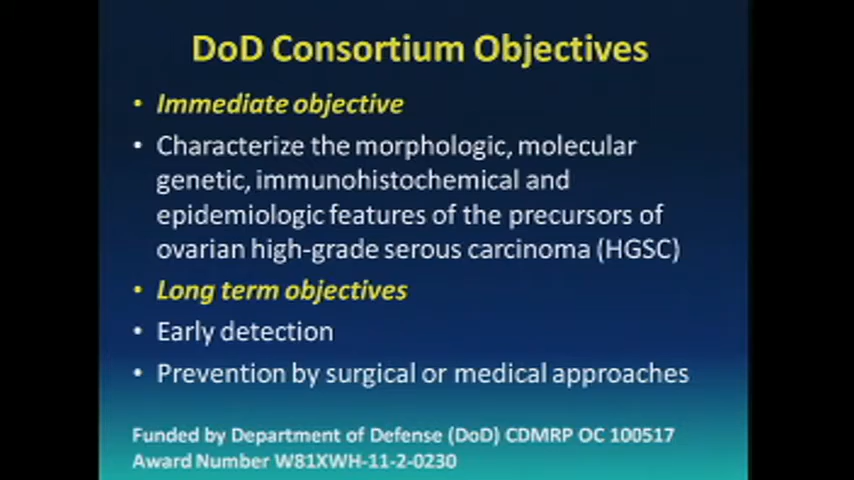 DoD Consortium Objectives
• Immediate objective
• Characterize the morphologic, molecular
genetic, immunohistochemical and
epidemiologic features of the precursors of
ovarian high-grade serous carcinoma (HGSC)
• Long term objectives
• Early detection
• Prevention by surgical or medical approaches
Funded by Department of Defense (DoD) CDMRP OC 100517
Award Number W81XWH-11-2-0230